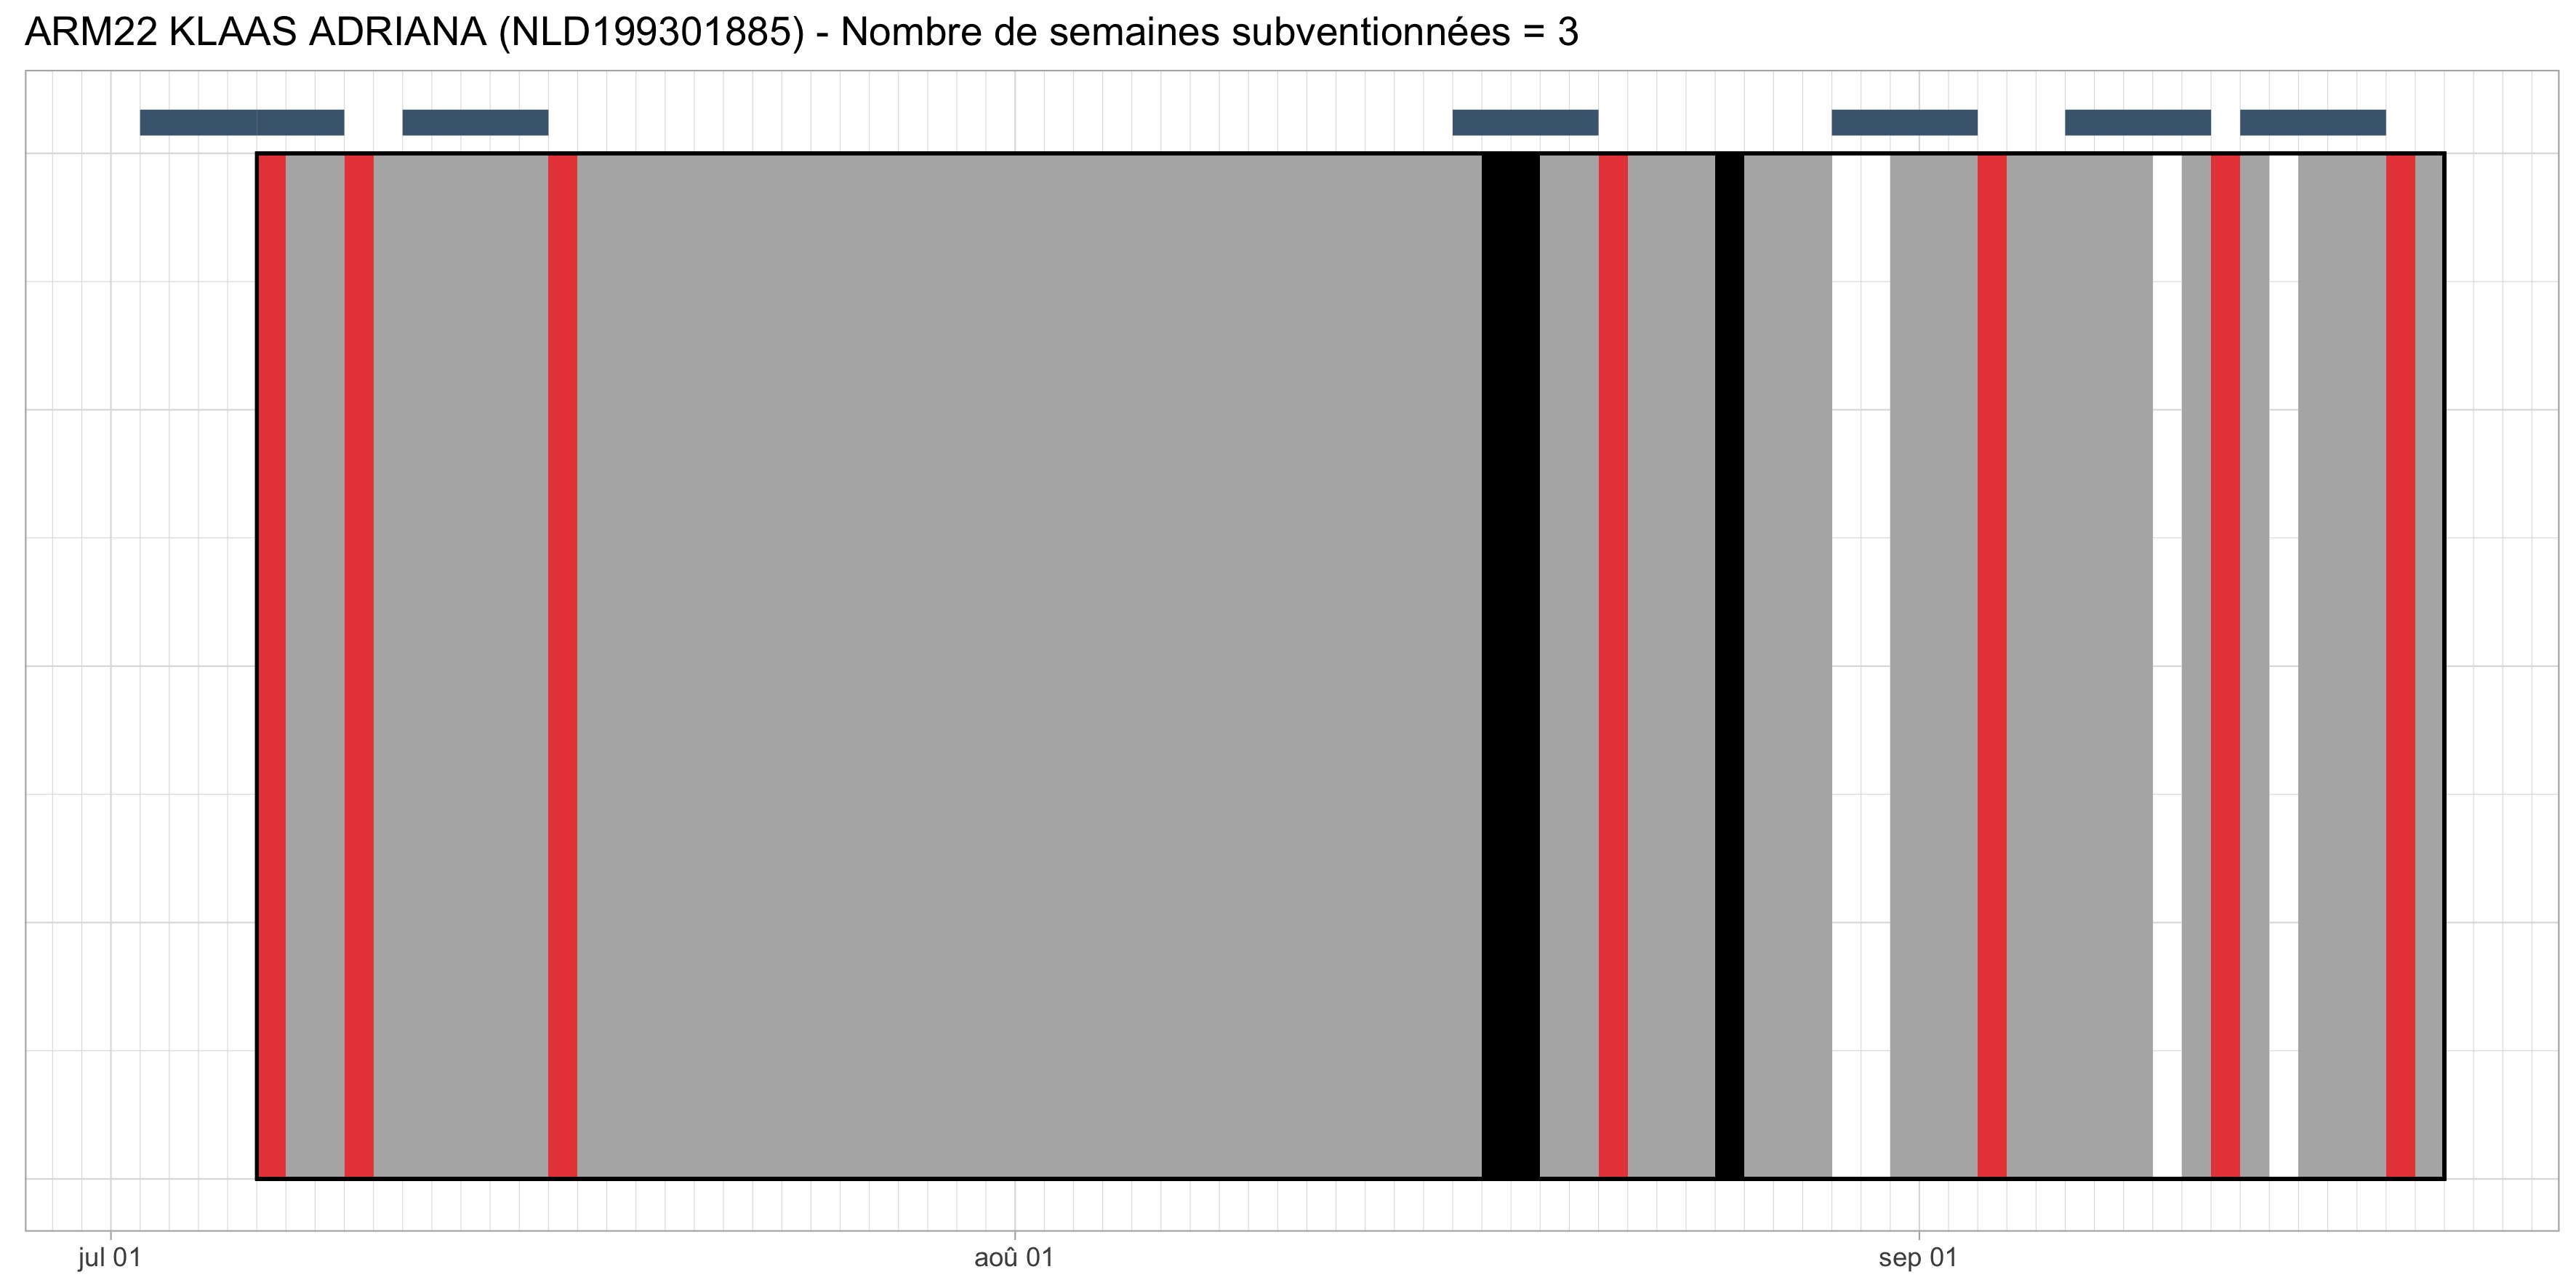 ARM22 KLAAS ADRIANA (NLD199301885) - Nombre de semaines subventionnées = 3
jul 01
aoû 01
sep 01